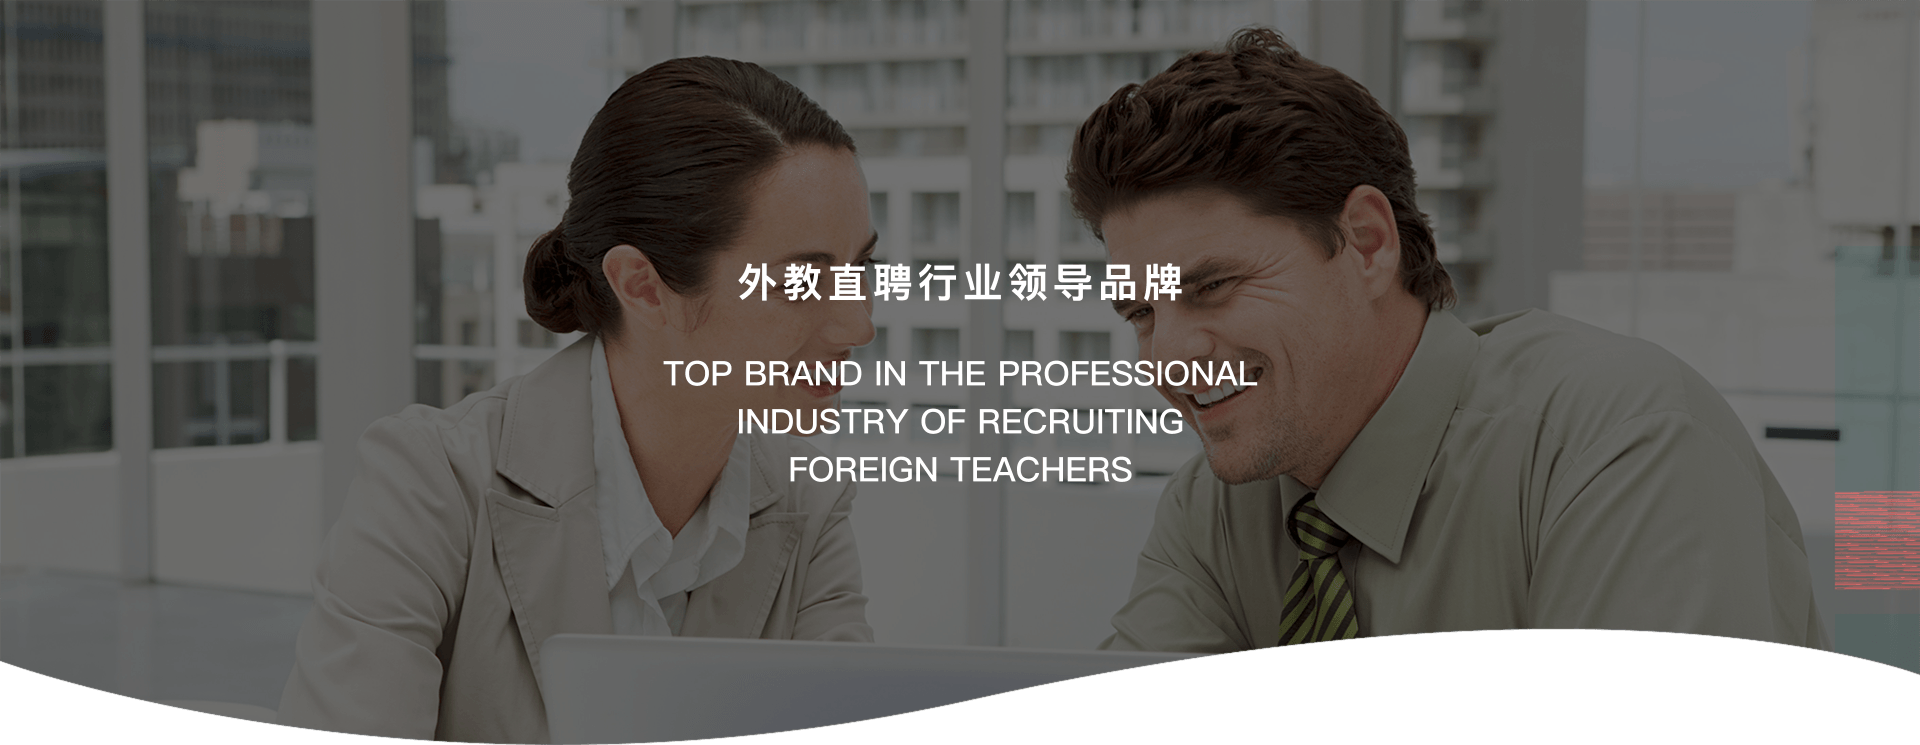 外教直聘行业领导品牌
TOP BRAND IN THE PROFESSIONAL
INDUSTRY OF RECRUITING
FOREIGN TEACHERS